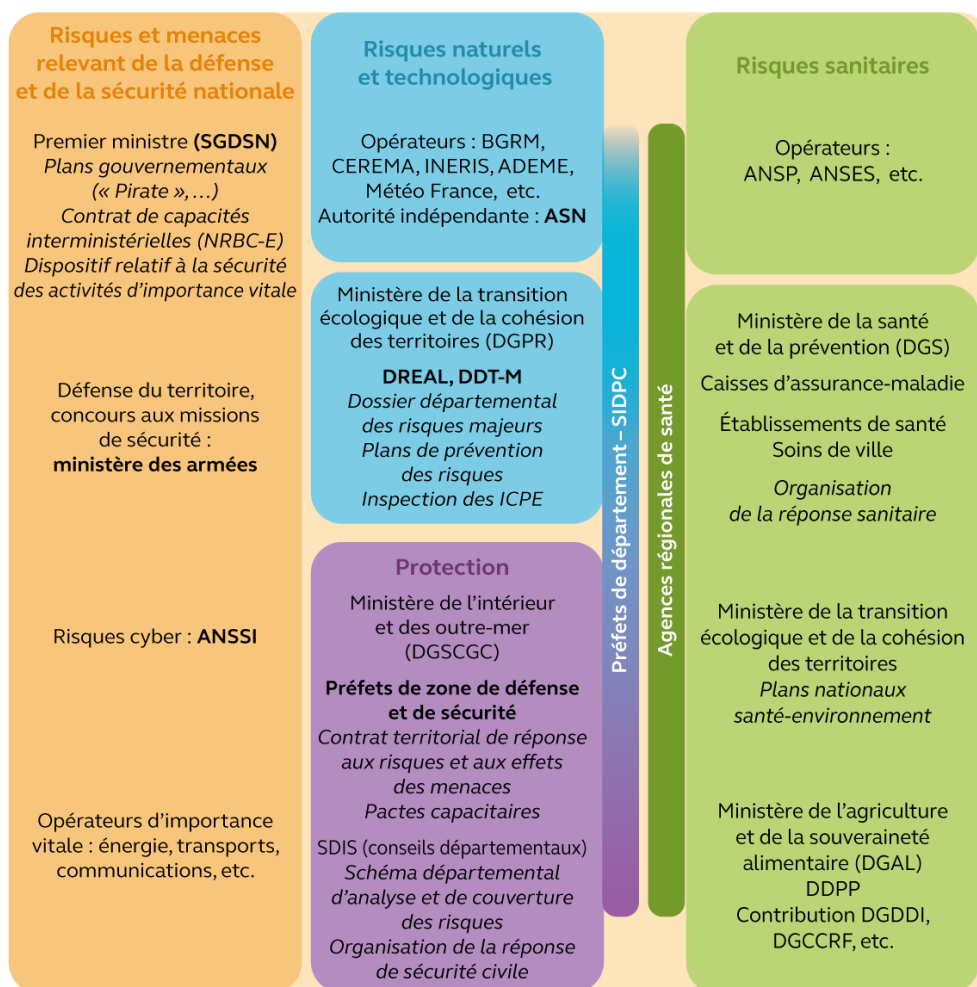 Risques et menaces
relevant de la défense
et de la sécurité nationale
Premier ministre (SGDSN)
Plans gouvernementaux
(« Pirate », …)
Contrat de capacités
interministérielles (NRBC-E)
Dispositif relatif à la sécurité
des activités d’importance vitale
Défense du territoire,
concours aux missions
de sécurité :
ministère des armées
Risques cyber : ANSSI
Opérateurs d’importance
vitale : énergie, transports,
communications, etc.
Risques naturels
et technologiques
Opérateurs : BGRM,
CEREMA, INERIS, ADEME,
Météo France, etc.
Autorité indépendante : ASN
Ministère de la transition
écologique et de la cohésion
des territoires (DGPR)
DREAL, DDT-M
Dossier départemental
des risques majeurs
Plans de prévention
des risques
Inspection des ICPE
Protection
Ministère de l’intérieur
et des outre-mer
(DGSCGC)
Préfets de zone de défense
et de sécurité
Contrat territorial de réponse
aux risques et aux effets
des menaces
Pactes capacitaires
SDIS (conseils départementaux)
Schéma départemental
d’analyse et de couverture
des risques
Organisation de la réponse
de sécurité civile
Préfets de département – SIDPC
Agences régionales de santé
Risques sanitaires
Opérateurs :
ANSP, ANSES, etc.
Ministère de la santé
et de la prévention (DGS)
Caisses d’assurance-maladie
Établissements de santé
Soins de ville
Organisation
de la réponse sanitaire
Ministère de la transition
écologique et de la cohésion
des territoires
Plans nationaux
santé-environnement
Ministère de l’agriculture
et de la souveraineté
alimentaire (DGAL)
DDPP
Contribution DGDDI,
DGCCRF, etc.